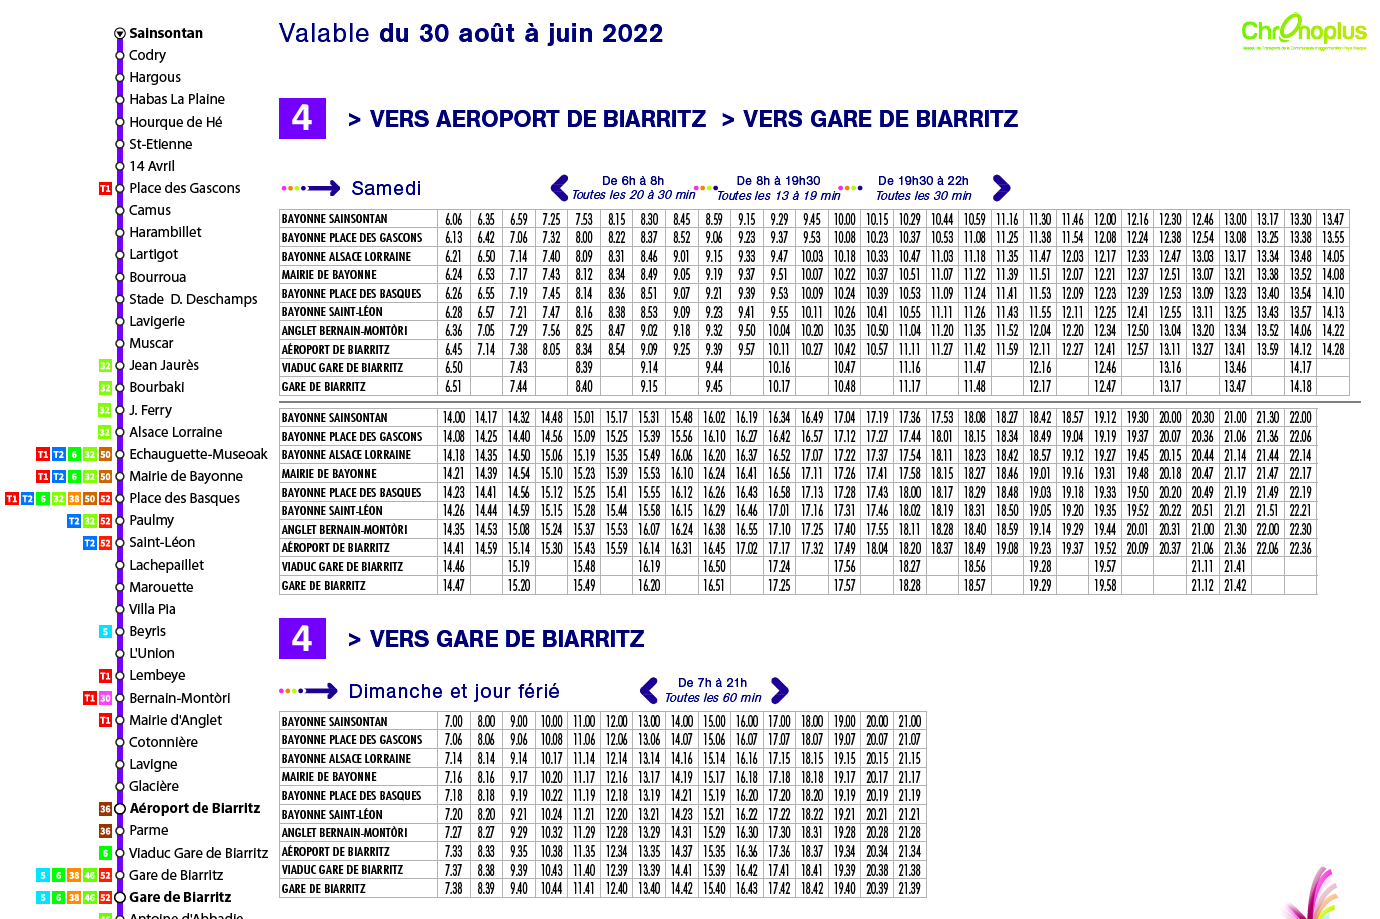 Sainsontan
Codry
Hargous
Habas La Plaine
Hourque de Hé
St-Etienne
14 Avril
T1 Place des Gascons
Camus
Harambillet
Lartigot
Bourroua
Stade D. Deschamps
Lavigerie
Muscar
32 Jean Jaurès
32 Bourbaki
32 J. Ferry
32 Alsace Lorraine
T1 T2 6 32 50 Echauguette-Museoak
T1 T2 6 32 50 Mairie de Bayonne
T1 T2 6 32 38 50 52 Place des Basques
T2 32 52 Paulmy
T2 52 Saint-Léon
Lachepaillet
Marouette
Villa Pia
5 Beyris
L'Union
T1 Lembeye
T1 30 Bernain-Montòri
T1 Mairie d'Anglet
Cotonnière
Lavigne
Glacière
36 Aéroport de Biarritz
36 Parme
6 Viaduc Gare de Biarritz
5 6 38 46 52 Gare de Biarritz
5 6 38 46 52 Gare de Biarritz
Antoine d'Abbadie
Valable du 30 août à juin 2022
Chronoplus
4 > VERS AEROPORT DE BIARRITZ > VERS GARE DE BIARRITZ
Samedi
De 6h à 8h
Toutes les 20 à 30 min
De 8h à 19h30
Toutes les 13 à 19 min
De 19h30 à 22h
Toutes les 30 min
BAYONNE SAINSONTAN 6.06 6.35 6.59 7.25 7.53 8.15 8.30 8.45 8.59 9.15 9.29 9.45 10.00 10.15 10.29 10.44 10.59 11.16 11.30 11.46 12.00 12.16 12.30 12.46 13.00 13.17 13.30 13.47
BAYONNE PLACE DES GASCONS 6.13 6.42 7.06 7.32 8.00 8.22 8.37 8.52 9.06 9.23 9.37 9.53 10.08 10.23 10.37 10.53 11.08 11.25 11.38 11.54 12.08 12.24 12.38 12.54 13.08 13.25 13.38 13.55
BAYONNE ALSACE LORRAINE 6.21 6.50 7.14 7.40 8.09 8.31 8.46 9.01 9.15 9.33 9.47 10.03 10.18 10.33 10.47 11.03 11.18 11.35 11.47 12.03 12.17 12.33 12.47 13.03 13.17 13.34 13.48 14.05
MAIRIE DE BAYONNE 6.24 6.53 7.17 7.43 8.12 8.34 8.49 9.05 9.19 9.37 9.51 10.07 10.22 10.37 10.51 11.07 11.22 11.39 11.51 12.07 12.21 12.37 12.51 13.07 13.21 13.38 13.52 14.08
BAYONNE PLACE DES BASQUES 6.26 6.55 7.19 7.45 8.14 8.36 8.51 9.07 9.21 9.39 9.53 10.09 10.24 10.39 10.53 11.09 11.24 11.41 11.53 12.09 12.23 12.39 12.53 13.09 13.23 13.40 13.54 14.10
BAYONNE SAINT-LÉON 6.28 6.57 7.21 7.47 8.16 8.38 8.53 9.09 9.23 9.41 9.55 10.11 10.26 10.41 10.55 11.11 11.26 11.43 11.55 12.11 12.25 12.41 12.55 13.11 13.25 13.43 13.57 14.13
ANGLET BERNAIN-MONTÒRI 6.36 7.05 7.29 7.56 8.25 8.47 9.02 9.18 9.32 9.50 10.04 10.20 10.35 10.50 11.04 11.20 11.35 11.52 12.04 12.20 12.34 12.50 13.04 13.20 13.34 13.52 14.06 14.22
AÉROPORT DE BIARRITZ 6.45 7.14 7.38 8.05 8.34 8.54 9.09 9.25 9.39 9.57 10.11 10.27 10.42 10.57 11.11 11.27 11.42 11.59 12.11 12.27 12.41 12.57 13.11 13.27 13.41 13.59 14.12 14.28
VIADUC GARE DE BIARRITZ 6.50 7.43 8.39 9.14 9.44 10.16 10.47 11.16 11.47 12.16 12.46 13.16 13.46 14.17
GARE DE BIARRITZ 6.51 7.44 8.40 9.15 9.45 10.17 10.48 11.17 11.48 12.17 12.47 13.17 13.47 14.18
BAYONNE SAINSONTAN 14.00 14.17 14.32 14.48 15.01 15.17 15.31 15.48 16.02 16.19 16.34 16.49 17.04 17.19 17.36 17.53 18.08 18.27 18.42 18.57 19.12 19.30 20.00 20.30 21.00 21.30 22.00
BAYONNE PLACE DES GASCONS 14.08 14.25 14.40 14.56 15.09 15.25 15.39 15.56 16.10 16.27 16.42 16.57 17.12 17.27 17.44 18.01 18.15 18.34 18.49 19.04 19.19 19.37 20.07 20.36 21.06 21.36 22.06
BAYONNE ALSACE LORRAINE 14.18 14.35 14.50 15.06 15.19 15.35 15.49 16.06 16.20 16.37 16.52 17.07 17.22 17.37 17.54 18.11 18.23 18.42 18.57 19.12 19.27 19.45 20.15 20.44 21.14 21.44 22.14
MAIRIE DE BAYONNE 14.21 14.39 14.54 15.10 15.23 15.39 15.53 16.10 16.24 16.41 16.56 17.11 17.26 17.41 17.58 18.15 18.27 18.46 19.01 19.16 19.31 19.48 20.18 20.47 21.17 21.47 22.17
BAYONNE PLACE DES BASQUES 14.23 14.41 14.56 15.12 15.25 15.41 15.55 16.12 16.26 16.43 16.58 17.13 17.28 17.43 18.00 18.17 18.29 18.48 19.03 19.18 19.33 19.50 20.20 20.49 21.19 21.49 22.19
BAYONNE SAINT-LÉON 14.26 14.44 14.59 15.15 15.28 15.44 15.58 16.15 16.29 16.46 17.01 17.16 17.31 17.46 18.02 18.19 18.31 18.50 19.05 19.20 19.35 19.52 20.22 20.51 21.21 21.51 22.21
ANGLET BERNAIN-MONTÒRI 14.35 14.53 15.08 15.24 15.37 15.53 16.07 16.24 16.38 16.55 17.10 17.25 17.40 17.55 18.11 18.28 18.40 18.59 19.14 19.29 19.44 20.01 20.31 21.00 21.30 22.00 22.30
AÉROPORT DE BIARRITZ 14.41 14.59 15.14 15.30 15.43 15.59 16.14 16.31 16.45 17.02 17.17 17.32 17.49 18.04 18.20 18.37 18.49 19.08 19.23 19.37 19.52 20.09 20.37 21.06 21.36 22.06 22.36
VIADUC GARE DE BIARRITZ 14.46 15.19 15.48 16.19 16.50 17.24 17.56 18.27 18.56 19.28 19.57 21.11 21.41
GARE DE BIARRITZ 14.47 15.20 15.49 16.20 16.51 17.25 17.57 18.28 18.57 19.29 19.58 21.12 21.42
4 > VERS GARE DE BIARRITZ
Dimanche et jour férié
De 7h à 21h
Toutes les 60 min
BAYONNE SAINSONTAN 7.00 8.00 9.00 10.00 11.00 12.00 13.00 14.00 15.00 16.00 17.00 18.00 19.00 20.00 21.00
BAYONNE PLACE DES GASCONS 7.06 8.06 9.06 10.08 11.06 12.06 13.06 14.07 15.06 16.07 17.07 18.07 19.07 20.07 21.07
BAYONNE ALSACE LORRAINE 7.14 8.14 9.14 10.17 11.14 12.14 13.14 14.16 15.14 16.16 17.15 18.15 19.15 20.15 21.15
MAIRIE DE BAYONNE 7.16 8.16 9.17 10.20 11.17 12.16 13.17 14.19 15.17 16.18 17.18 18.18 19.17 20.17 21.17
BAYONNE PLACE DES BASQUES 7.18 8.18 9.19 10.22 11.19 12.18 13.19 14.21 15.19 16.20 17.20 18.20 19.19 20.19 21.19
BAYONNE SAINT-LÉON 7.20 8.20 9.21 10.24 11.21 12.20 13.21 14.23 15.21 16.22 17.22 18.22 19.21 20.21 21.21
ANGLET BERNAIN-MONTÒRI 7.27 8.27 9.29 10.32 11.29 12.28 13.29 14.31 15.29 16.30 17.30 18.31 19.28 20.28 21.28
AÉROPORT DE BIARRITZ 7.33 8.33 9.35 10.38 11.35 12.34 13.35 14.37 15.35 16.36 17.36 18.37 19.34 20.34 21.34
VIADUC GARE DE BIARRITZ 7.37 8.38 9.39 10.43 11.40 12.39 13.39 14.41 15.39 16.42 17.41 18.41 19.39 20.38 21.38
GARE DE BIARRITZ 7.38 8.39 9.40 10.44 11.41 12.40 13.40 14.42 15.40 16.43 17.42 18.42 19.40 20.39 21.39